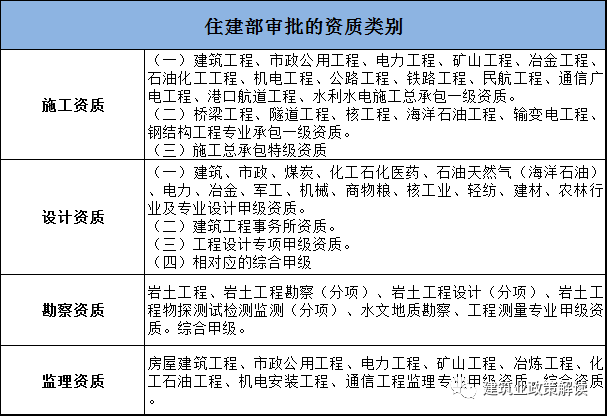 住建部审批的资质类别
施工资质
（一）建筑工程、市政公用工程、电力工程、矿山工程、冶金工程、
石油化工工程、机电工程、公路工程、铁路工程、民航工程、通信广
电工程、港口航道工程、水利水电施工总承包一级资质。
（二）桥梁工程、隧道工程、核工程、海洋石油工程、输变电工程、
钢结构工程专业承包一级资质。
（三）施工总承包特级资质
设计资质
（一）建筑、市政、煤炭、化工石化医药、石油天然气（海洋石油）
、电力、冶金、军工、机械、商物粮、核工业、轻纺、建材、农林行
业及专业设计甲级资质。
（二）建筑工程事务所资质。
（三）工程设计专项甲级资质。
（四）相对应的综合甲级
勘察资质
岩土工程、岩土工程勘察（分项）、岩土工程设计（分项）、岩土工
程物探测试检测监测（分项）、水文地质勘察、工程测量专业甲级资
质。综合甲级。
监理资质
房屋建筑工程、市政公用工程、电力工程、矿山工程、冶炼工程、化
工石油工程、机电安装工程、通信工程监理专业甲级资质。综合资质
。
建筑业政策解读